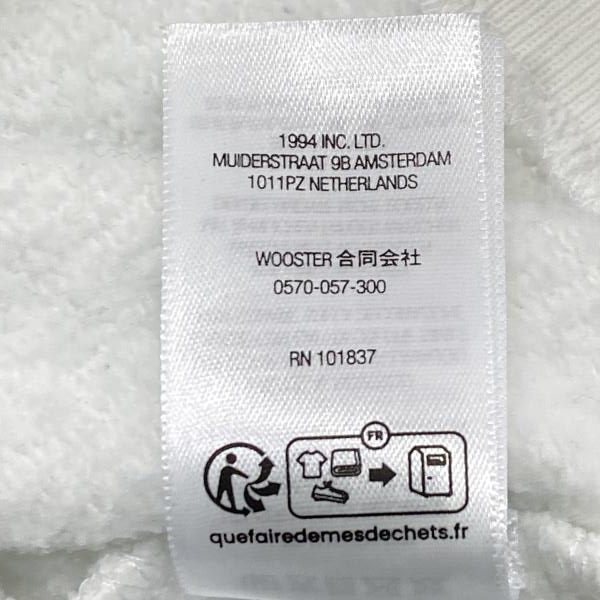 1994 INC. LTD.
MUIDERSTRAAT 9B AMSTERDAM
1011PZ NETHERLANDS
WOOSTER 合同会社
0570-057-300
RN 101837
FR
quefairedemesdechets.fr